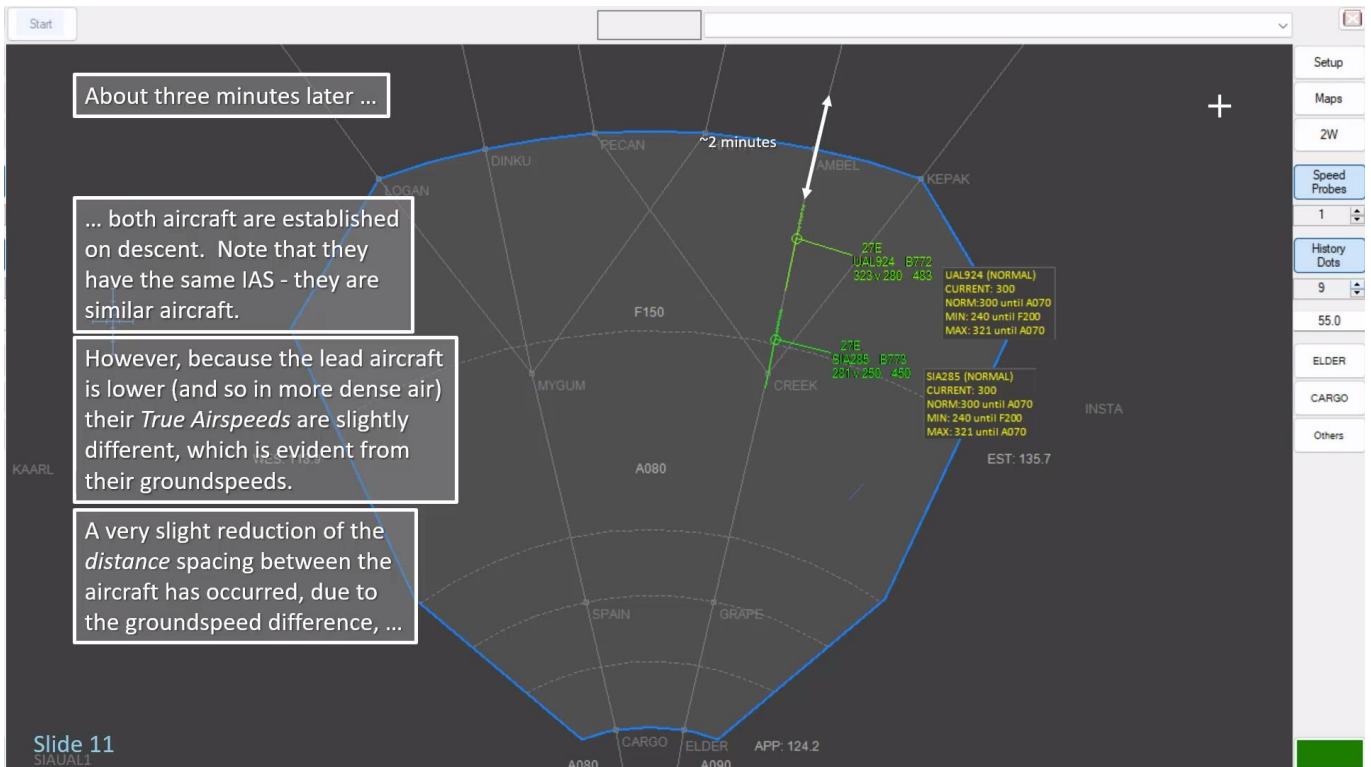 Start
About three minutes later ...
... both aircraft are established
on descent. Note that they
have the same IAS - they are
similar aircraft.
However, because the lead aircraft
is lower (and so in more dense air)
their True Airspeeds are slightly
different, which is evident from
their groundspeeds.
A very slight reduction of the
distance spacing between the
aircraft has occurred, due to
the groundspeed difference, ...
Slide 11
SIAUAL1
KAARL
LOGAN
DINKU
PECAN
~2 minutes
AMBEL
KEPAK
27E
UAL924 B772
323 v 280 483
UAL924 (NORMAL)
CURRENT: 300
NORM:300 until A070
MIN: 240 until F200
MAX: 321 until A070
F150
27E
SIA285 B773
281 v 250 450
SIA285 (NORMAL)
CURRENT: 300
NORM:300 until A070
MIN: 240 until F200
MAX: 321 until A070
MYGUM
CREEK
INSTA
EST: 135.7
A080
SPAIN
GRAPE
CARGO
ELDER
APP: 124.2
A080
A090
Setup
Maps
2W
Speed
Probes
1
History
Dots
9
55.0
ELDER
CARGO
Others